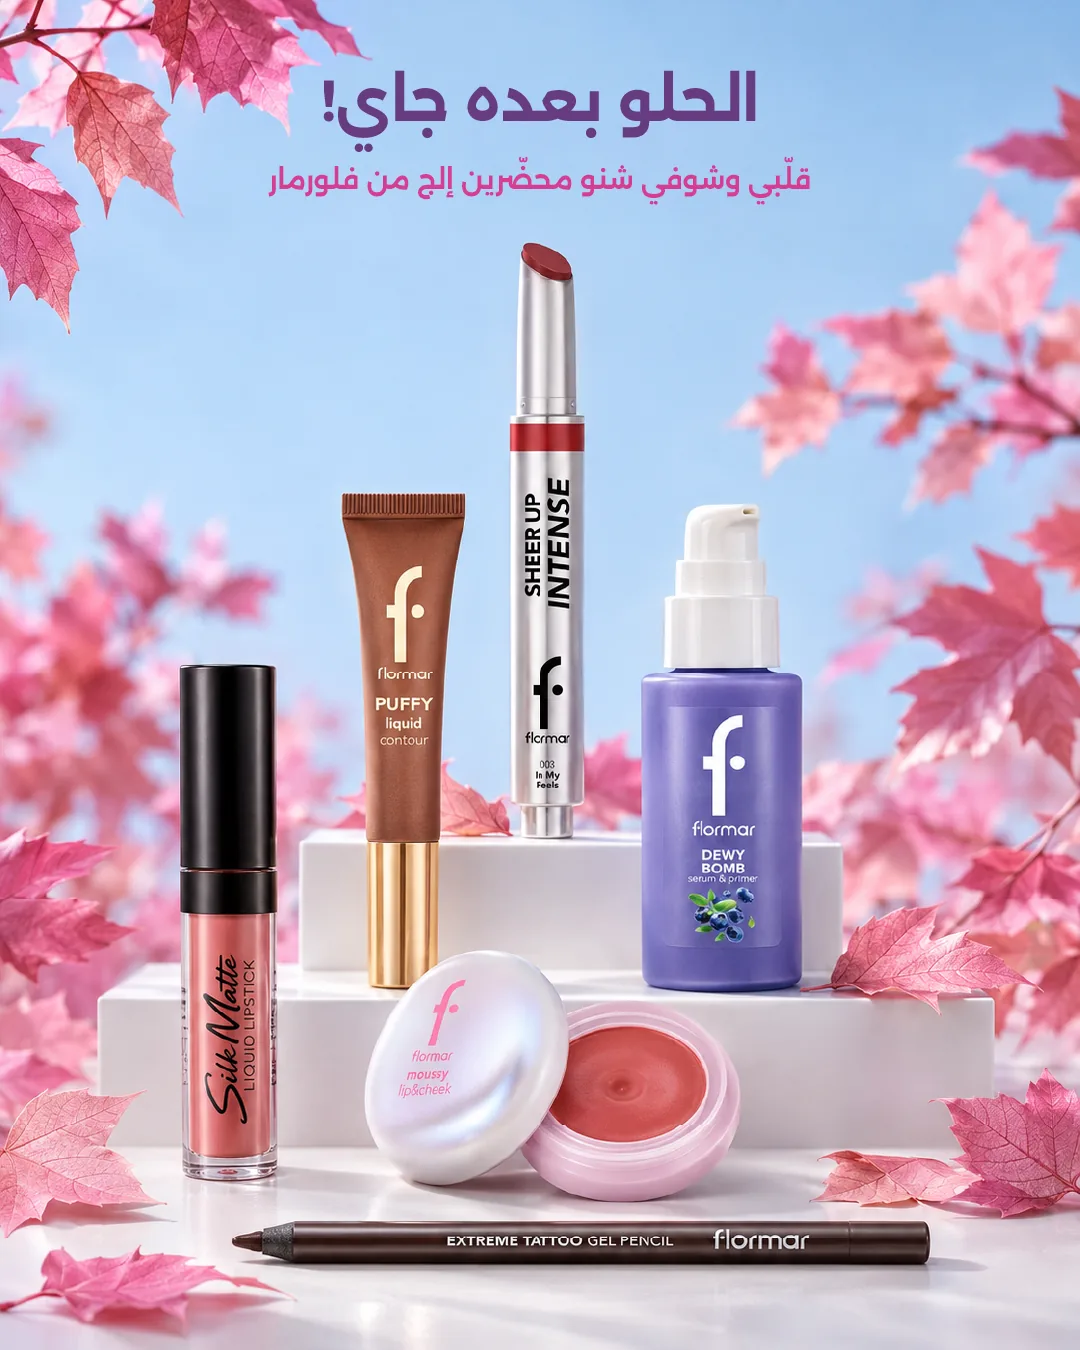 الحلو بعده جاي!
قلّبي وشوفي شنو محضّرين إلج من فلورمار
SHEER UP
INTENSE
flormar
003
In My
Feels
flormar
PUFFY
liquid
contour
flormar
DEWY
BOMB
serum & primer
Silk Matte
LIQUID LIPSTICK
flormar
moussy
lip&cheek
EXTREME TATTOO GEL PENCIL flormar